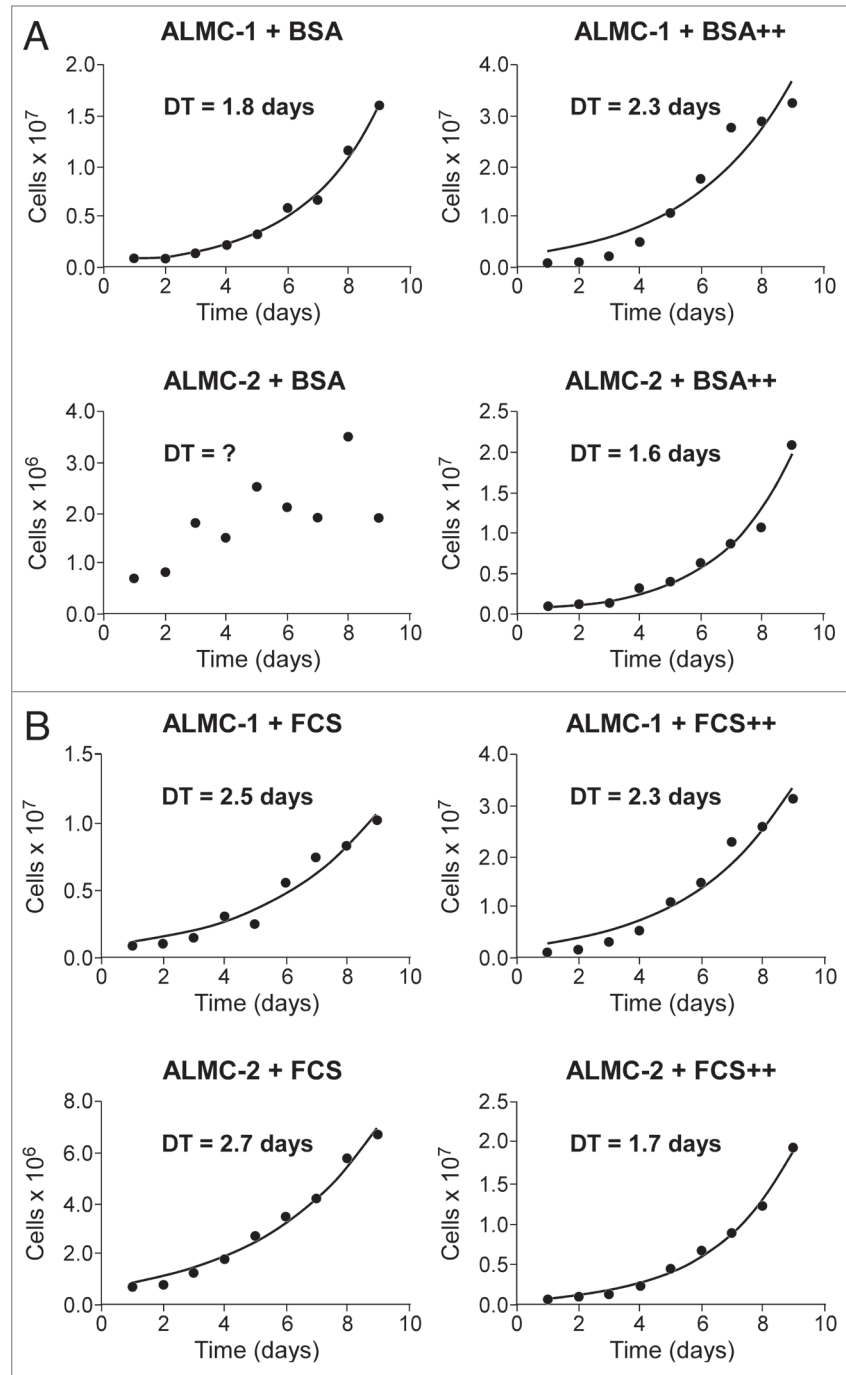 A
ALMC-1 + BSA
DT = 1.8 days
Cells x 10⁷
2.0
1.5
1.0
0.5
0.0
0 2 4 6 8 10
Time (days)
ALMC-1 + BSA++
DT = 2.3 days
Cells x 10⁷
4.0
3.0
2.0
1.0
0.0
0 2 4 6 8 10
Time (days)
ALMC-2 + BSA
DT = ?
Cells x 10⁶
4.0
3.0
2.0
1.0
0.0
0 2 4 6 8 10
Time (days)
ALMC-2 + BSA++
DT = 1.6 days
Cells x 10⁷
2.5
2.0
1.5
1.0
0.5
0.0
0 2 4 6 8 10
Time (days)
B
ALMC-1 + FCS
DT = 2.5 days
Cells x 10⁷
1.5
1.0
0.5
0.0
0 2 4 6 8 10
Time (days)
ALMC-1 + FCS++
DT = 2.3 days
Cells x 10⁷
4.0
3.0
2.0
1.0
0.0
0 2 4 6 8 10
Time (days)
ALMC-2 + FCS
DT = 2.7 days
Cells x 10⁶
8.0
6.0
4.0
2.0
0.0
0 2 4 6 8 10
Time (days)
ALMC-2 + FCS++
DT = 1.7 days
Cells x 10⁷
2.5
2.0
1.5
1.0
0.5
0.0
0 2 4 6 8 10
Time (days)